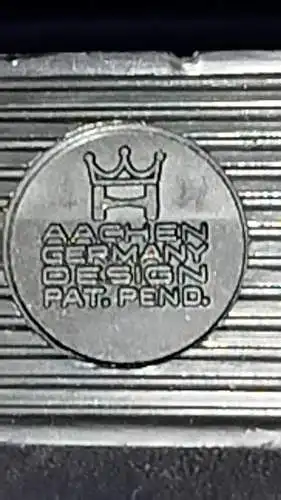 H
AACHEN
GERMANY
DESIGN
PAT. PEND.